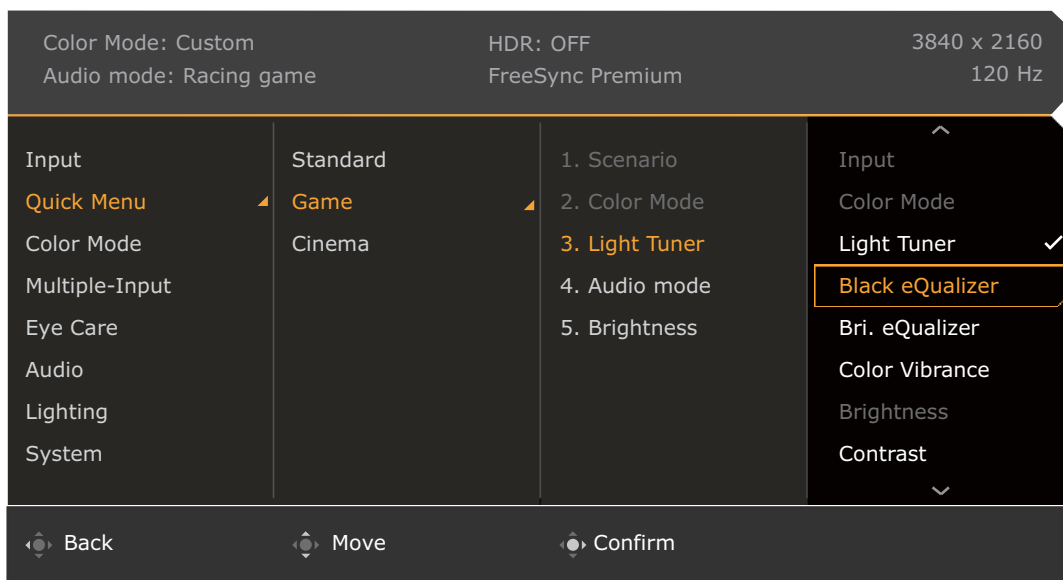 Color Mode: Custom
HDR: OFF
3840 x 2160
Audio mode: Racing game
FreeSync Premium
120 Hz
Input
Quick Menu
Color Mode
Multiple-Input
Eye Care
Audio
Lighting
System
Standard
Game
Cinema
1. Scenario
2. Color Mode
3. Light Tuner
4. Audio mode
5. Brightness
Input
Color Mode
Light Tuner
Black eQualizer
Bri. eQualizer
Color Vibrance
Brightness
Contrast
Back
Move
Confirm